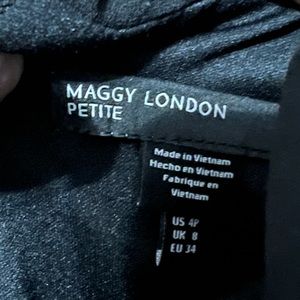 MAGGY LONDON
PETITE
Made in Vietnam
Hecho en Vietnam
Fabrique en
Vietnam
US 4P
UK 8
EU 34